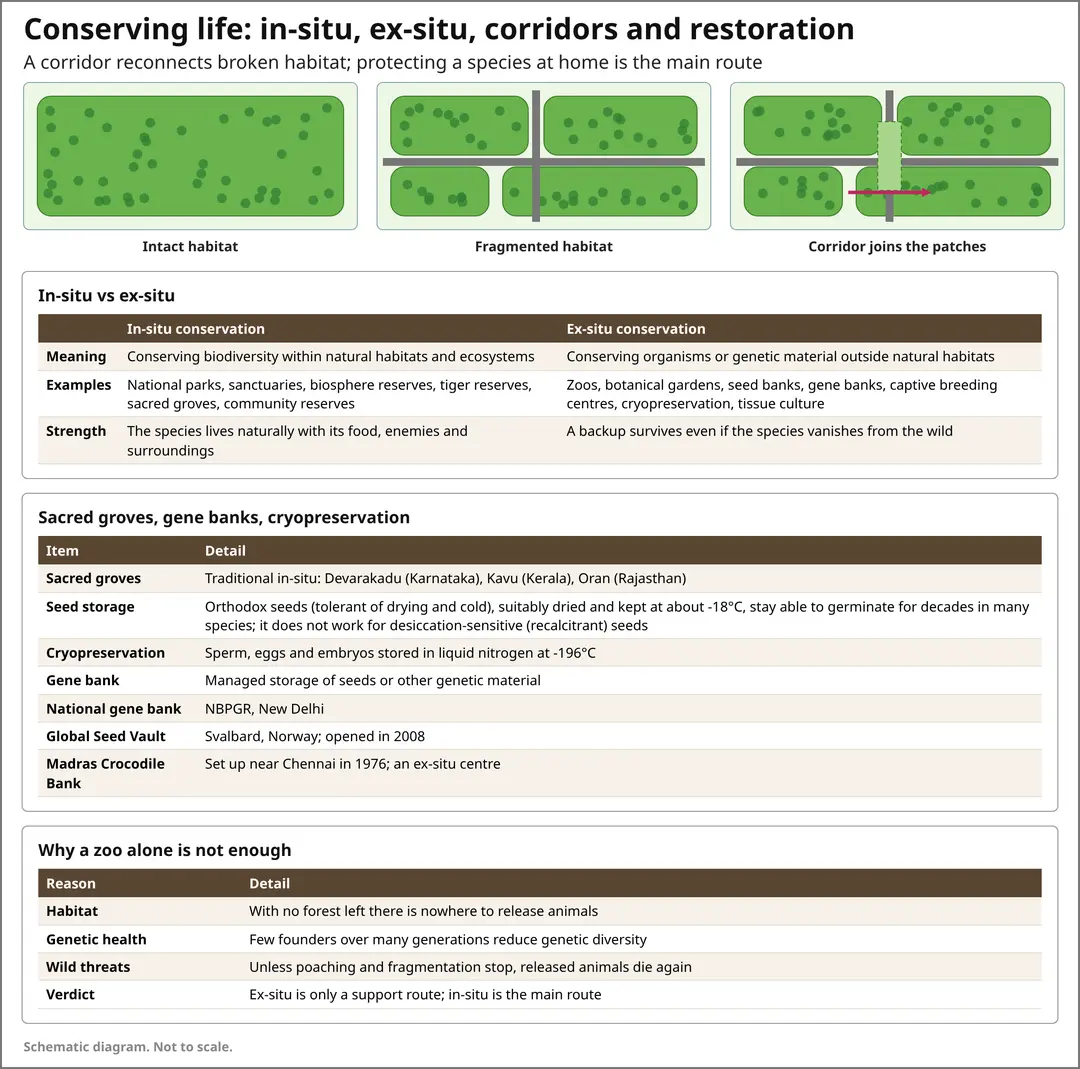 Conserving life: in-situ, ex-situ, corridors and restoration
A corridor reconnects broken habitat; protecting a species at home is the main route
Intact habitat
Fragmented habitat
Corridor joins the patches
In-situ vs ex-situ
In-situ conservation
Ex-situ conservation
Meaning
Conserving biodiversity within natural habitats and ecosystems
Conserving organisms or genetic material outside natural habitats
Examples
National parks, sanctuaries, biosphere reserves, tiger reserves,
sacred groves, community reserves
Zoos, botanical gardens, seed banks, gene banks, captive breeding
centres, cryopreservation, tissue culture
Strength
The species lives naturally with its food, enemies and
surroundings
A backup survives even if the species vanishes from the wild
Sacred groves, gene banks, cryopreservation
Item
Detail
Sacred groves
Traditional in-situ: Devarakadu (Karnataka), Kavu (Kerala), Oran (Rajasthan)
Seed storage
Orthodox seeds (tolerant of drying and cold), suitably dried and kept at about -18°C, stay able to germinate for decades in many
species; it does not work for desiccation-sensitive (recalcitrant) seeds
Cryopreservation
Sperm, eggs and embryos stored in liquid nitrogen at -196°C
Gene bank
Managed storage of seeds or other genetic material
National gene bank
NBPGR, New Delhi
Global Seed Vault
Svalbard, Norway; opened in 2008
Madras Crocodile
Bank
Set up near Chennai in 1976; an ex-situ centre
Why a zoo alone is not enough
Reason
Detail
Habitat
With no forest left there is nowhere to release animals
Genetic health
Few founders over many generations reduce genetic diversity
Wild threats
Unless poaching and fragmentation stop, released animals die again
Verdict
Ex-situ is only a support route; in-situ is the main route
Schematic diagram. Not to scale.